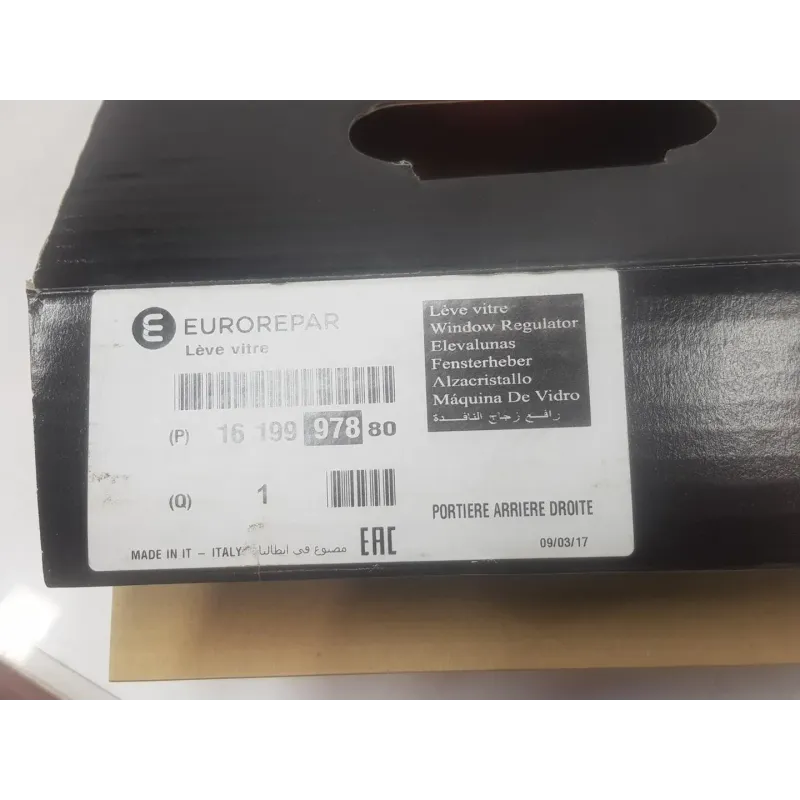 EUROREPAR
Lève vitre
(P) 16 199 978 80
(Q) 1
MADE IN IT - ITALY مصنوع في ايطاليا
EAC
Lève vitre
Window Regulator
Elevalunas
Fensterheber
Alzacristallo
Máquina De Vidro
رافع زجاج النافذة
PORTIERE ARRIERE DROITE
09/03/17